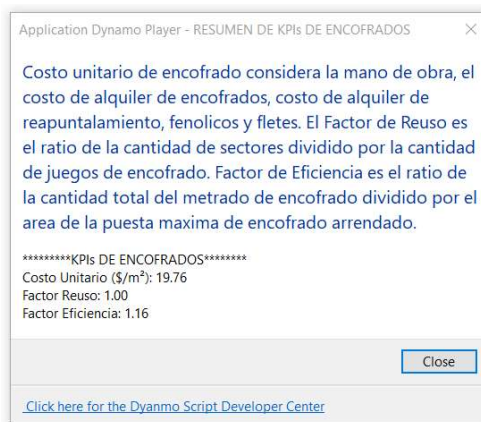 Application Dynamo Player - RESUMEN DE KPIs DE ENCOFRADOS
Costo unitario de encofrado considera la mano de obra, el
costo de alquiler de encofrados, costo de alquiler de
reapuntalamiento, fenolicos y fletes. El Factor de Reuso es
el ratio de la cantidad de sectores dividido por la cantidad
de juegos de encofrado. Factor de Eficiencia es el ratio de
la cantidad total del metrado de encofrado dividido por el
area de la puesta maxima de encofrado arrendado.
*********KPIs DE ENCOFRADOS********
Costo Unitario ($/m²): 19.76
Factor Reuso: 1.00
Factor Eficiencia: 1.16
Close
Click here for the Dyanmo Script Developer Center